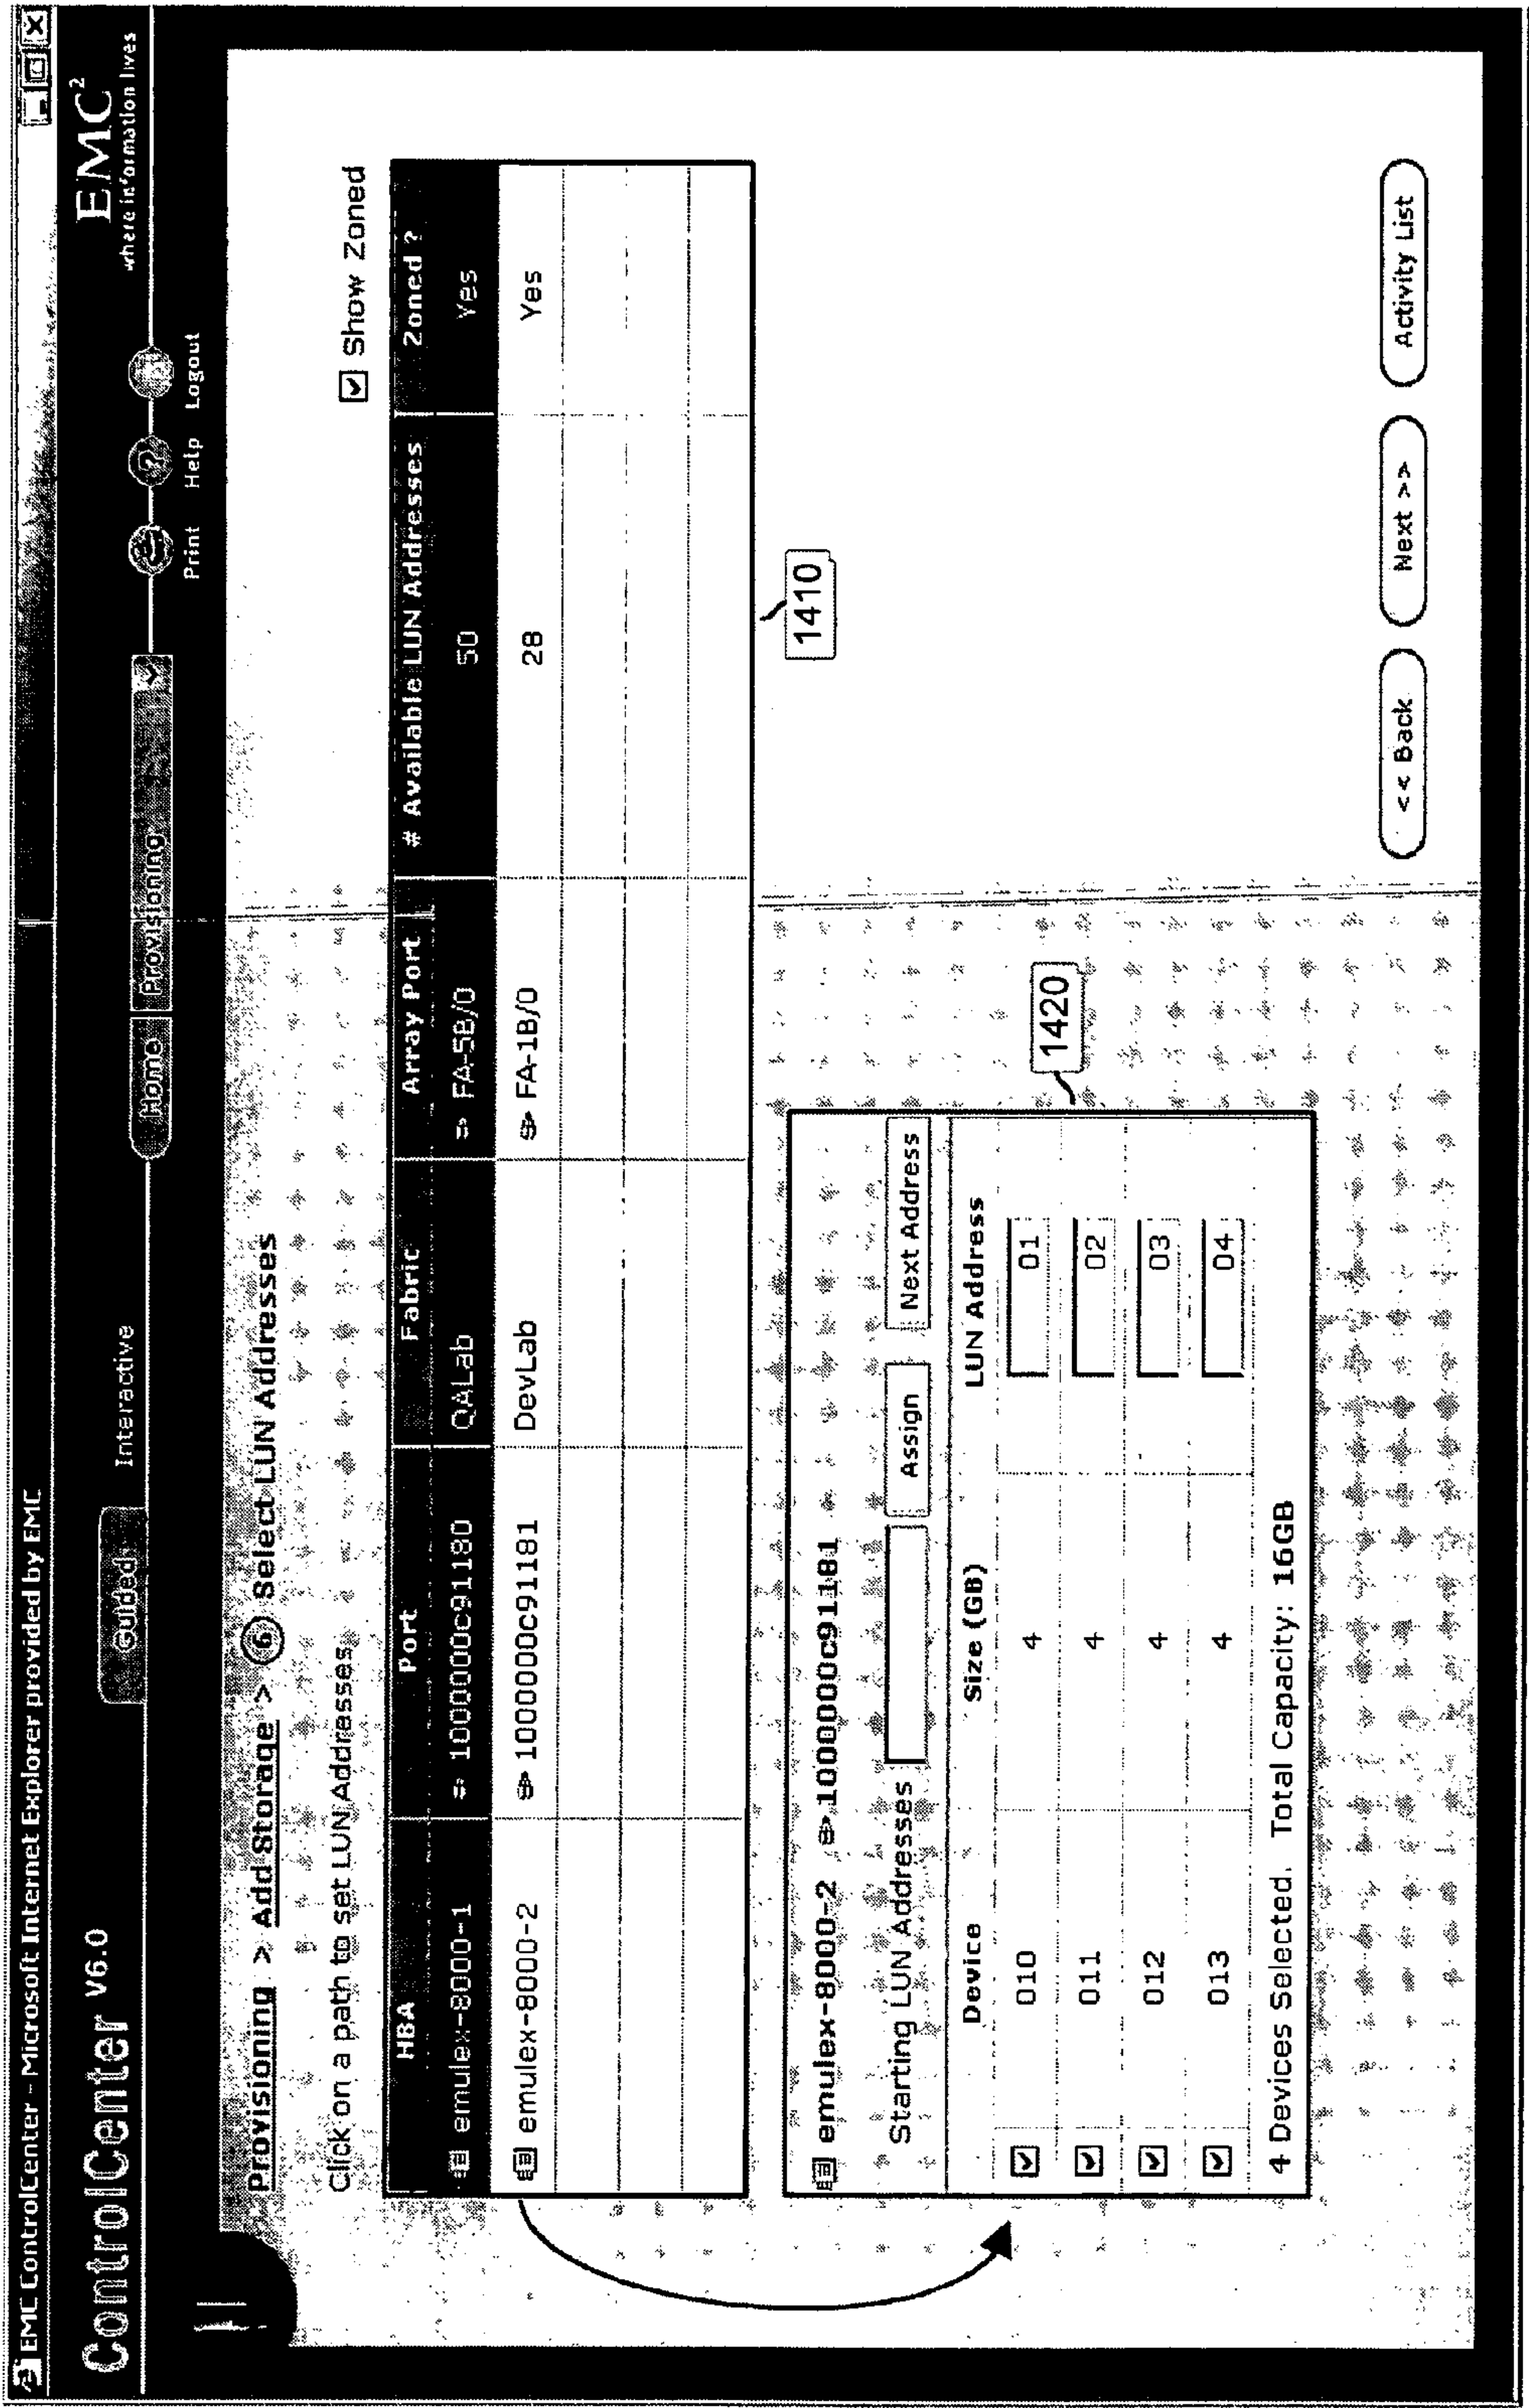 EMC ControlCenter - Microsoft Internet Explorer provided by EMC
ControlCenter V6.0
EMC2
where information lives
Guided
Interactive
Home
Provisioning
Print
Help
Logout
Provisioning > Add Storage > 6 Select LUN Addresses
Click on a path to set LUN Addresses
Show Zoned
HBA Port Fabric Array Port # Available LUN Addresses Zoned ?
emulex-8000-1 10000c91180 QALab FA-5B/0 50 Yes
emulex-8000-2 10000c91181 DevLab FA-1B/0 28 Yes
1410
emulex-8000-2 10000c91181
Starting LUN Addresses Assign Next Address
Device Size (GB) LUN Address
010 4 01
011 4 02
012 4 03
013 4 04
4 Devices Selected. Total Capacity: 16GB
1420
<< Back
Next >>
Activity List